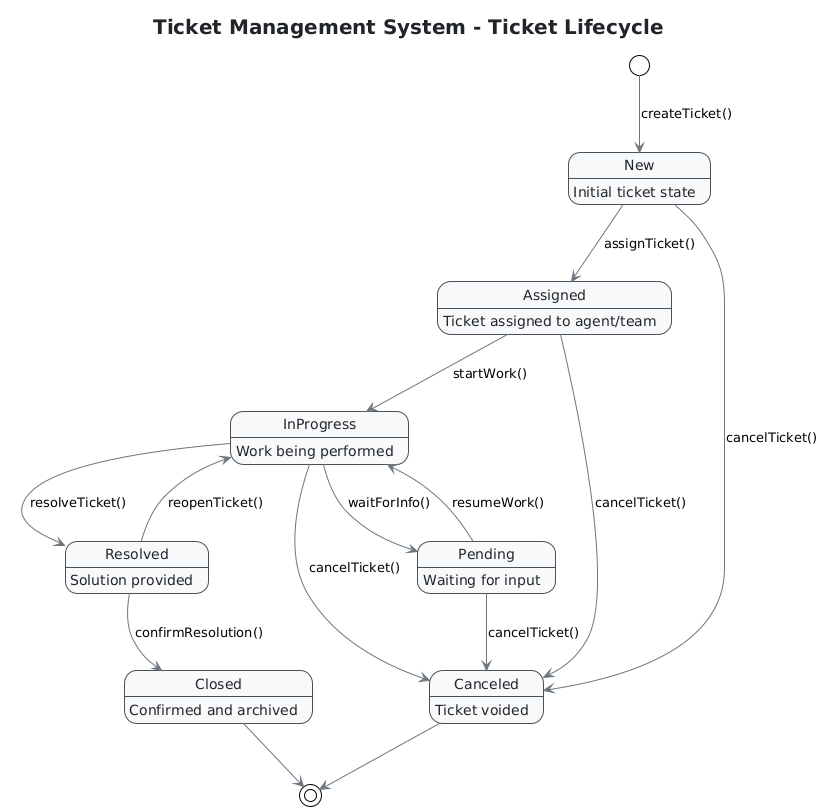 Ticket Management System - Ticket Lifecycle
createTicket()
New
Initial ticket state
assignTicket()
Assigned
Ticket assigned to agent/team
startWork()
InProgress
Work being performed
cancelTicket()
resolveTicket()
reopenTicket()
waitForInfo()
resumeWork()
cancelTicket()
Resolved
Solution provided
Pending
Waiting for input
cancelTicket()
confirmResolution()
cancelTicket()
Closed
Confirmed and archived
Canceled
Ticket voided